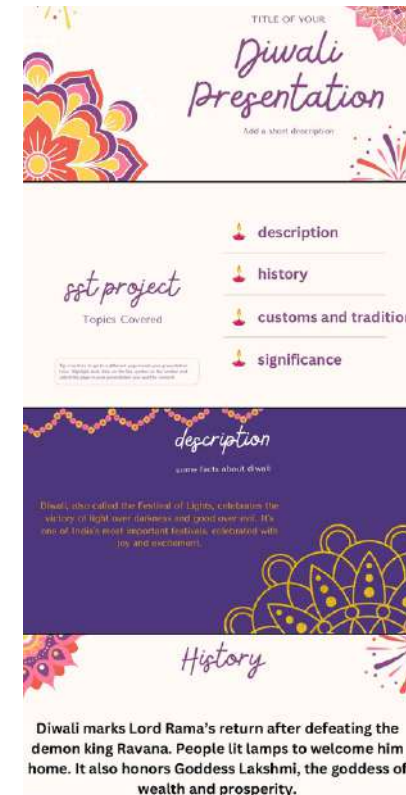 TITLE OF YOUR
Diwali
Presentation
Add a short description
sst project
Topics Covered
description
history
customs and tradition
significance
description
some facts about diwali
Diwali, also called the Festival of Lights, celebrates the
victory of light over darkness and good over evil. It's
one of India's most important festivals, celebrated with
joy and excitement.
History
Diwali marks Lord Rama's return after defeating the
demon king Ravana. People lit lamps to welcome him
home. It also honors Goddess Lakshmi, the goddess of
wealth and prosperity.